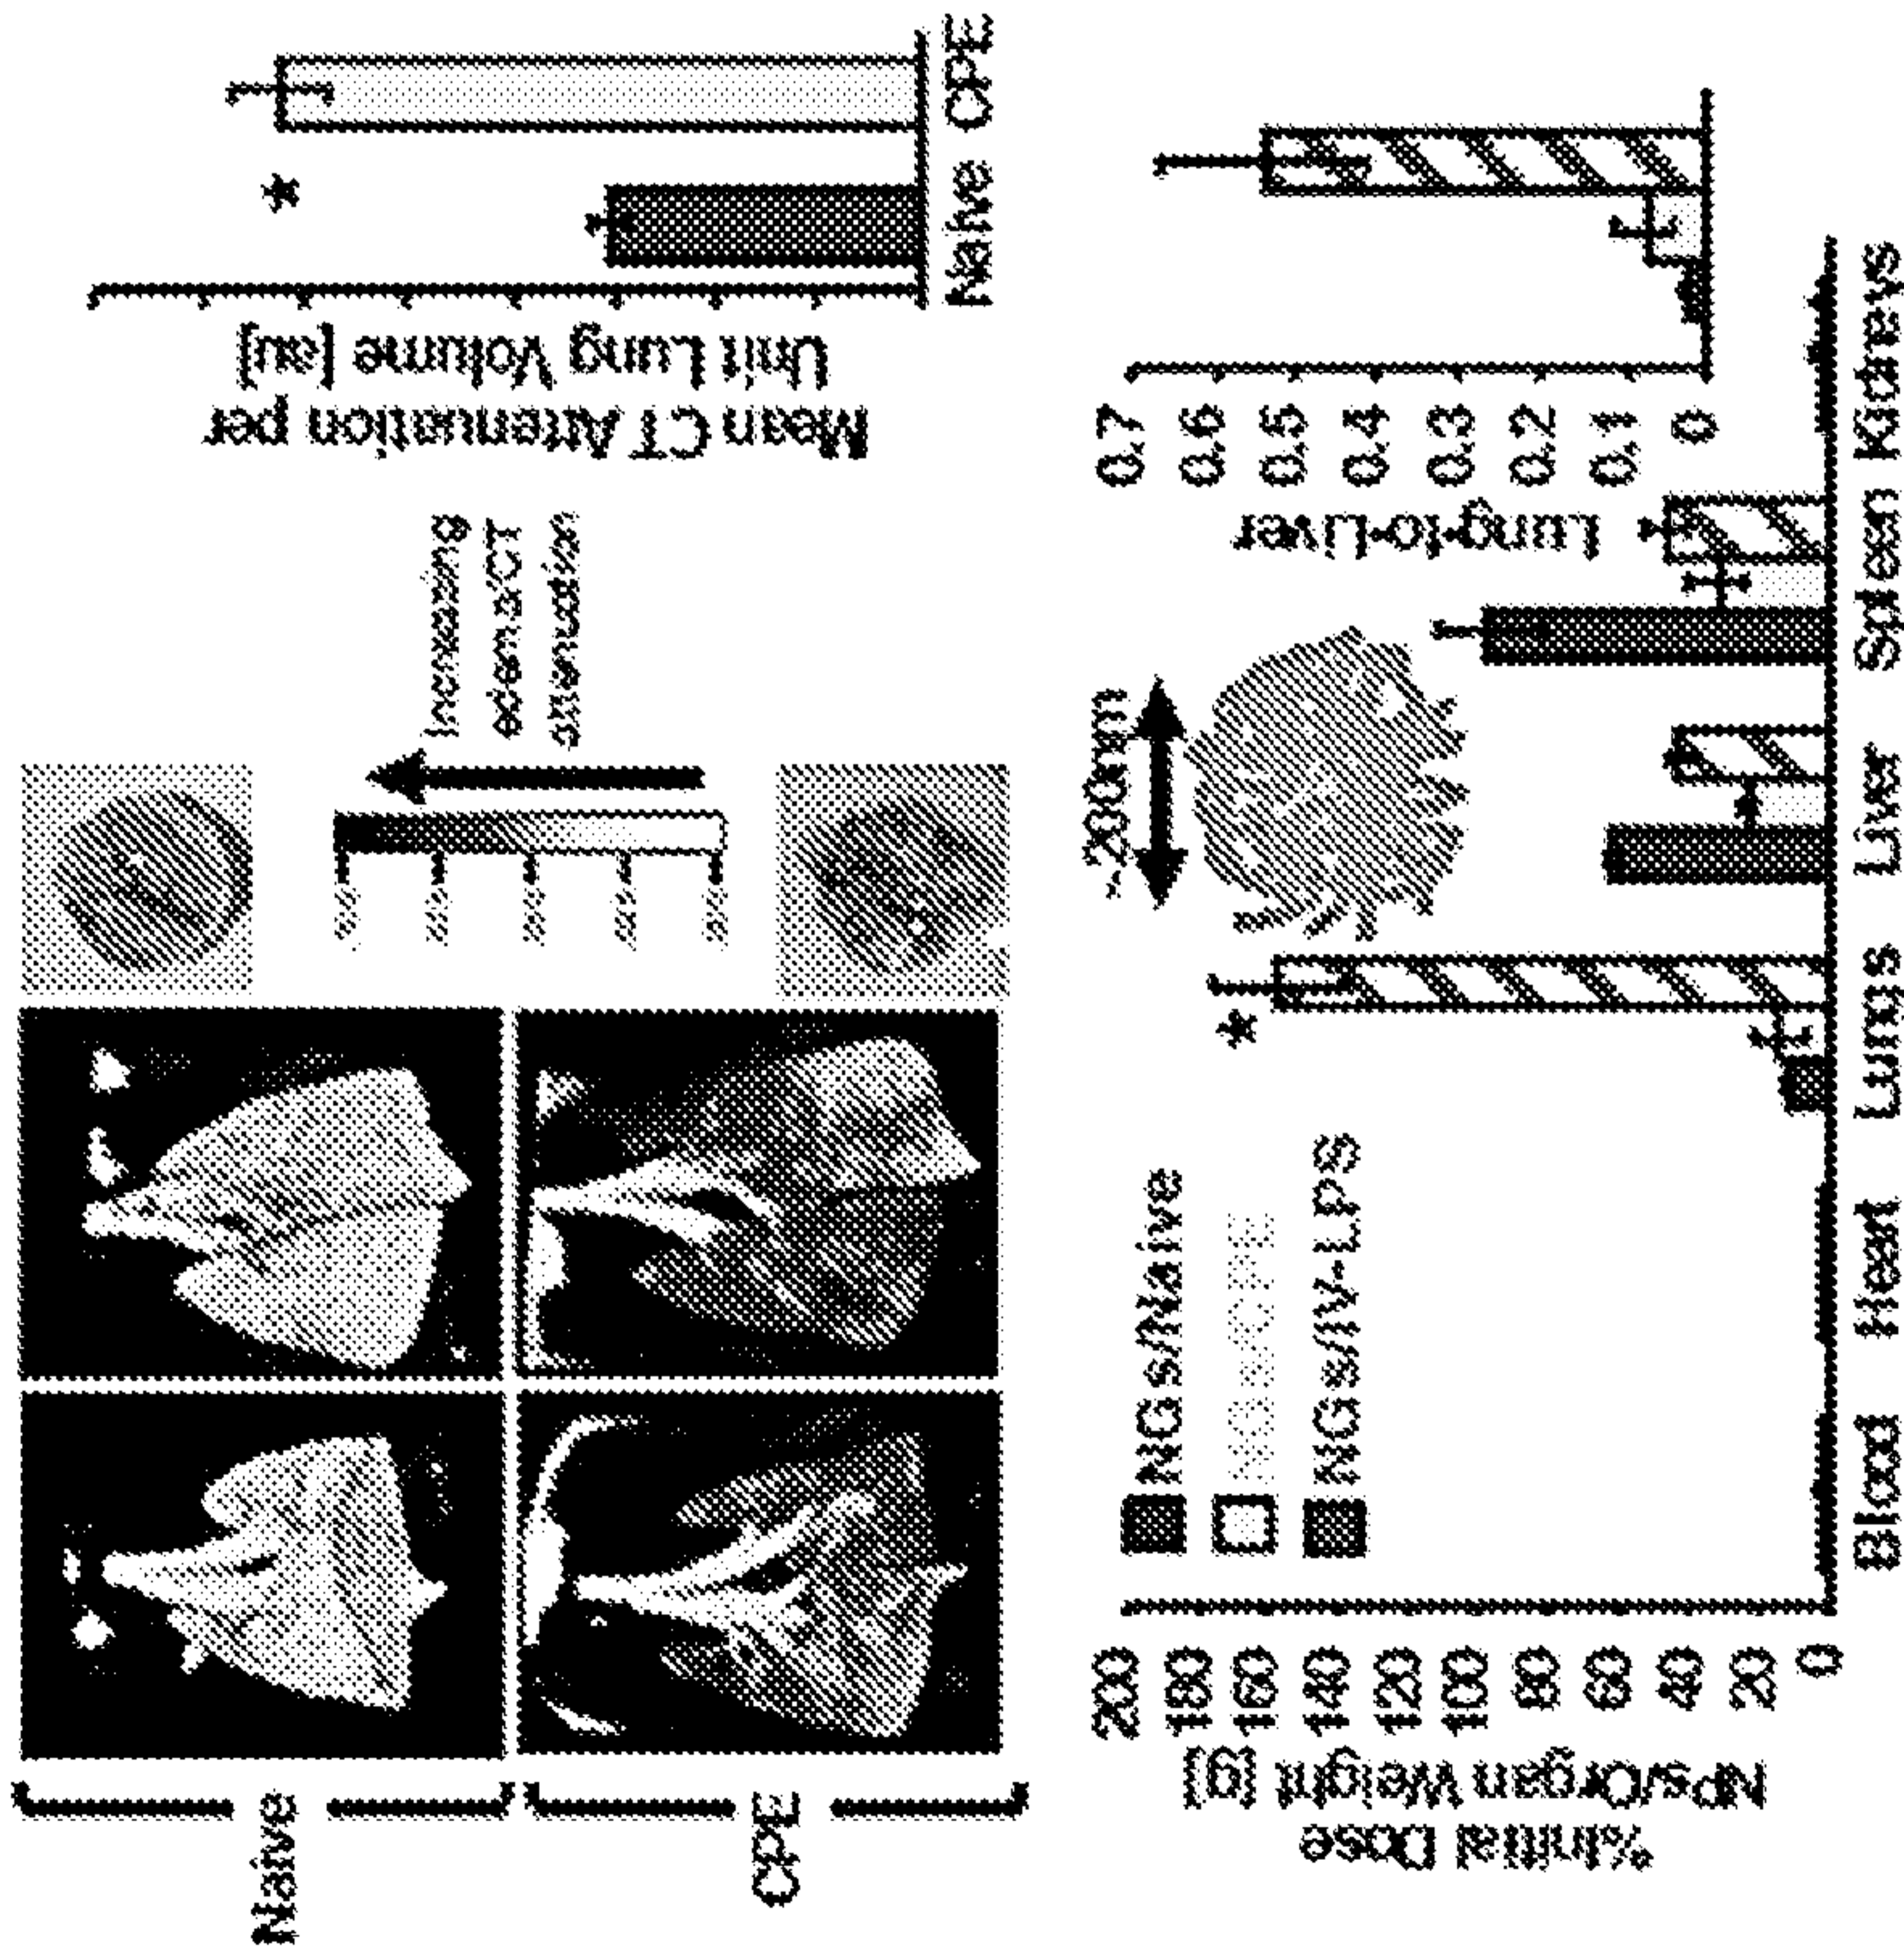 Naive
CPE
Increasing
tissue CT
attenuation
Mean CT Attenuation per
Unit Lung Volume [au]
*
Naive CPE
%Initial Dose
NPs/Organ Weight [g]
200
180
160
140
120
100
80
60
40
20
0
NGs/Naive
NGs/CPE
NGs/IV-LPS
*
~200nm
Blood Heart Lungs Liver Spleen Kidneys
Lung-to-Liver
0.7
0.6
0.5
0.4
0.3
0.2
0.1
0